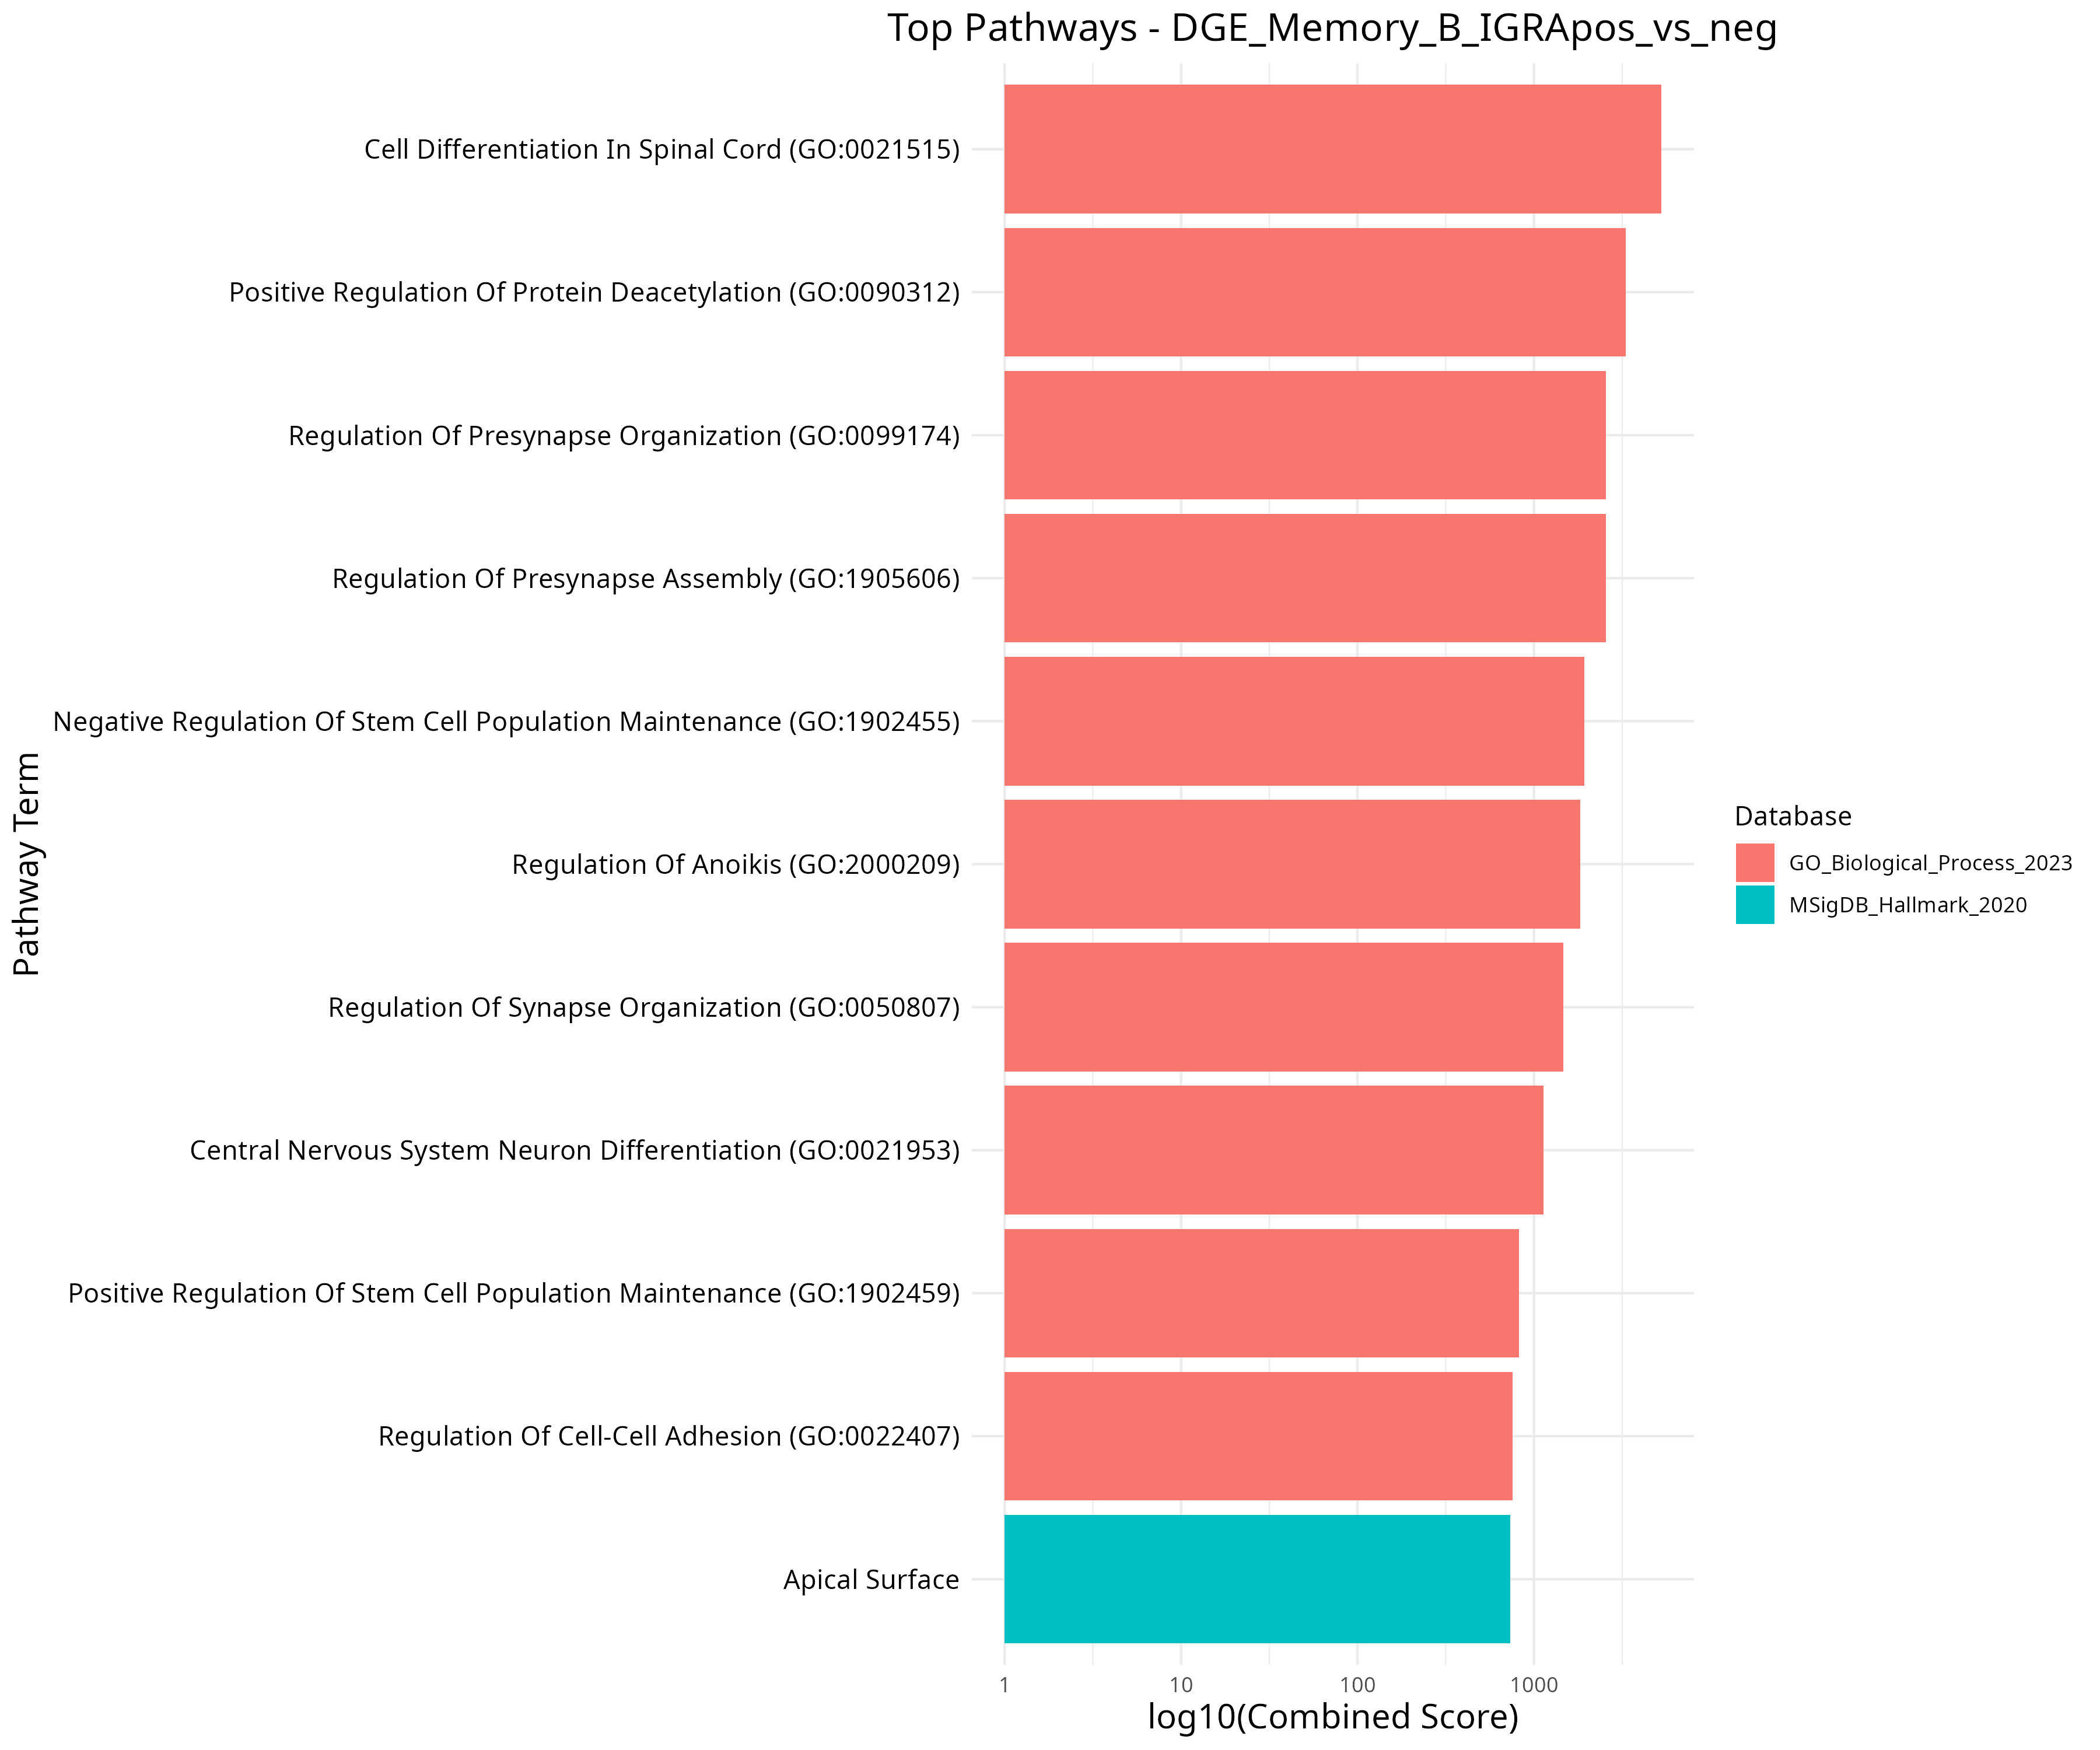 Top Pathways - DGE_Memory_B_IGRApos_vs_neg
Cell Differentiation In Spinal Cord (GO:0021515)
Positive Regulation Of Protein Deacetylation (GO:0090312)
Regulation Of Presynapse Organization (GO:0099174)
Regulation Of Presynapse Assembly (GO:1905606)
Negative Regulation Of Stem Cell Population Maintenance (GO:1902455)
Regulation Of Anoikis (GO:2000209)
Regulation Of Synapse Organization (GO:0050807)
Central Nervous System Neuron Differentiation (GO:0021953)
Positive Regulation Of Stem Cell Population Maintenance (GO:1902459)
Regulation Of Cell-Cell Adhesion (GO:0022407)
Apical Surface
Pathway Term
1 10 100 1000
log10(Combined Score)
Database
GO_Biological_Process_2023
MSigDB_Hallmark_2020